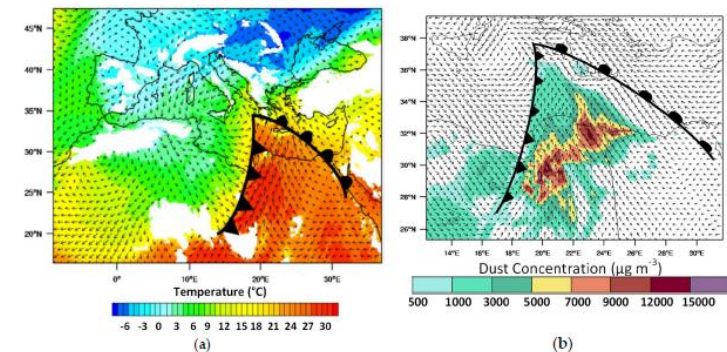 45°N
40°N
35°N
30°N
25°N
20°N
0°
10°E
20°E
30°E
Temperature (°C)
-6 -3 0 3 6 9 12 15 18 21 24 27 30
(a)
38°N
36°N
34°N
32°N
30°N
28°N
26°N
14°E 16°E 18°E 20°E 22°E 24°E 26°E 28°E 30°E
Dust Concentration (µg m⁻³)
500 1000 3000 5000 7000 9000 12000 15000
(b)